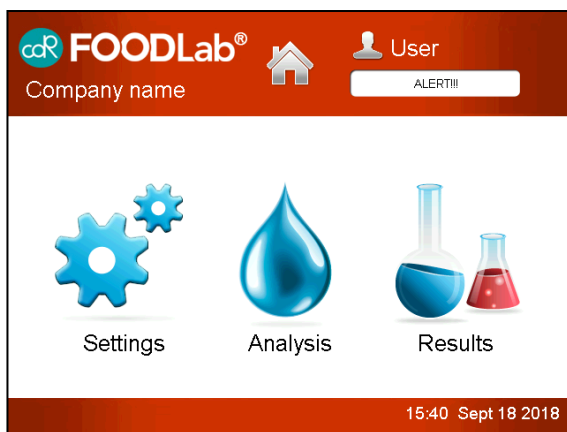 cdR FOODLab®
User
Company name
ALERT!!!
Settings
Analysis
Results
15:40 Sept 18 2018